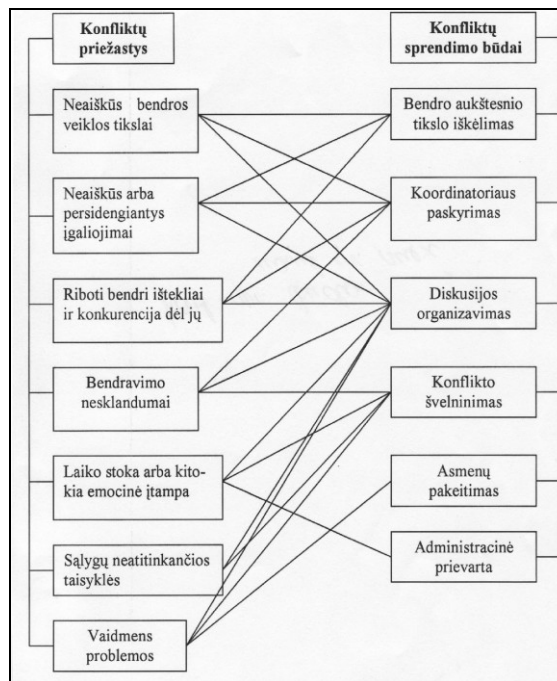 Konfliktų
priežastys
Konfliktų
sprendimo būdai
Neaiškūs bendros
veiklos tikslai
Bendro aukštesnio
tikslo iškėlimas
Neaiškūs arba
persidengiantys
įgaliojimai
Koordinatoriaus
paskyrimas
Riboti bendri ištekliai
ir konkurencija dėl jų
Diskusijos
organizavimas
Bendravimo
nesklandumai
Konflikto
švelninimas
Laiko stoka arba kito-
kia emocinė įtampa
Asmenų
pakeitimas
Sąlygų neatitinkančios
taisyklės
Administracinė
prievarta
Vaidmens
problemos